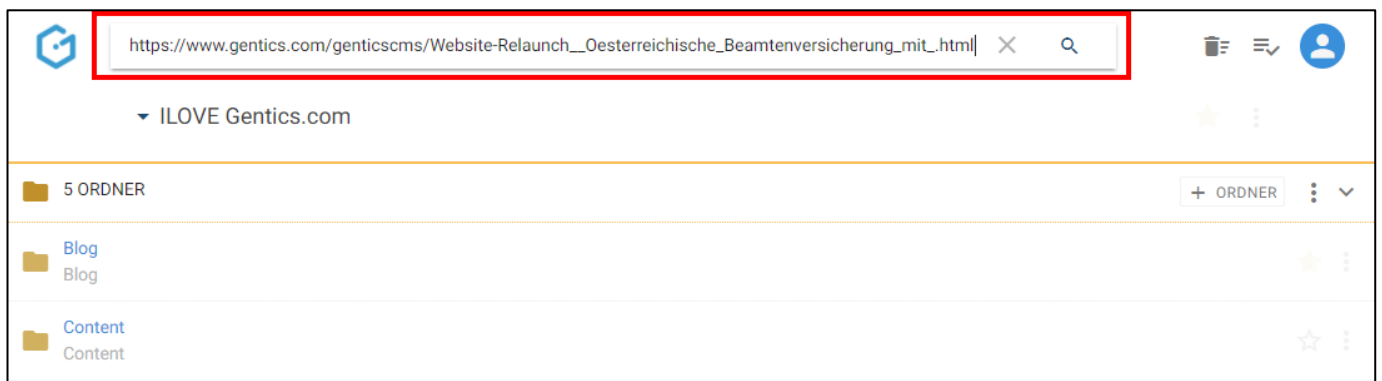 https://www.gentics.com/genticscms/Website-Relaunch__Oesterreichische_Beamtenversicherung_mit_.html
ILOVE Gentics.com
5 ORDNER
+ ORDNER
Blog
Blog
Content
Content